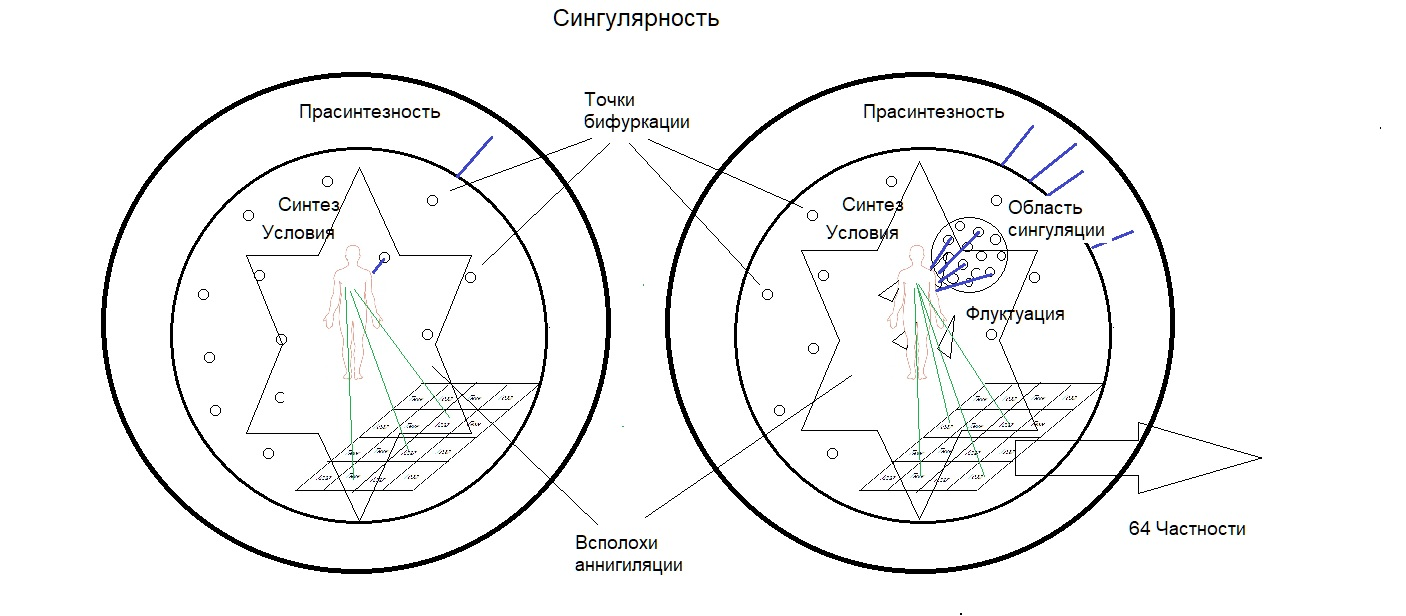 Сингулярность
Точки
бифуркации
Прасинтезность
Прасинтезность
Синтез
Условия
Синтез
Условия
Область
сингуляции
Флуктуация
64 Частности
Всполохи
аннигиляции